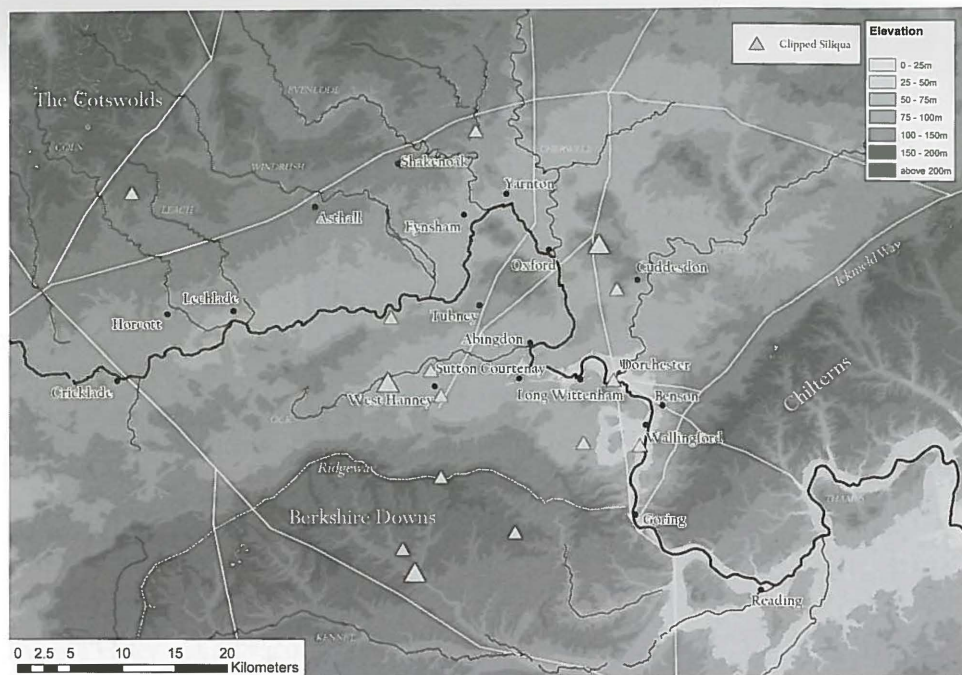 Clipped Siliqua
Elevation
0 - 25m
25 - 50m
50 - 75m
75 - 100m
100 - 150m
150 - 200m
above 200m
The Cotswolds
EVENLODE
COLN
WINDRUSH
CHERWELL
Shakenoak
LEACH
Yarnton
Asthall
Eynsham
Oxford
Cuddesdon
Icknield Way
Lechlade
Horcott
Tubney
Abingdon
Cricklade
Sutton Courtenay
Dorchester
West Hanney
Long Wittenham
Benson
Chilterns
OCK
Wallingford
Ridgeway
THAMES
Berkshire Downs
Goring
Reading
KENNET
0 2.5 5 10 15 20
Kilometers